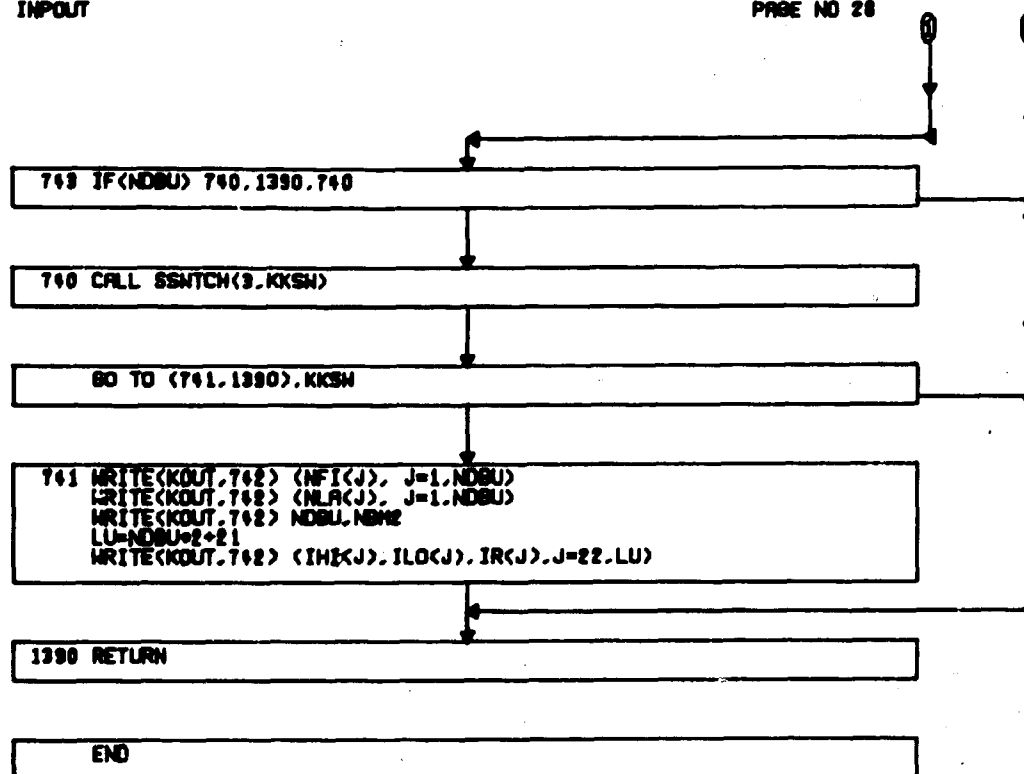 INPOUT PAGE NO 28
743 IF(NDBU) 740,1390,740
740 CALL SSWTCH(3,KKSW)
GO TO (741,1390),KKSW
741 WRITE(KOUT,742) (NFI(J), J=1,NDBU)
WRITE(KOUT,742) (NLA(J), J=1,NDBU)
WRITE(KOUT,742) NDBU,NBM2
LU=NDBU*2+21
WRITE(KOUT,742) (IHI(J),ILO(J),IR(J),J=22,LU)
1390 RETURN
END